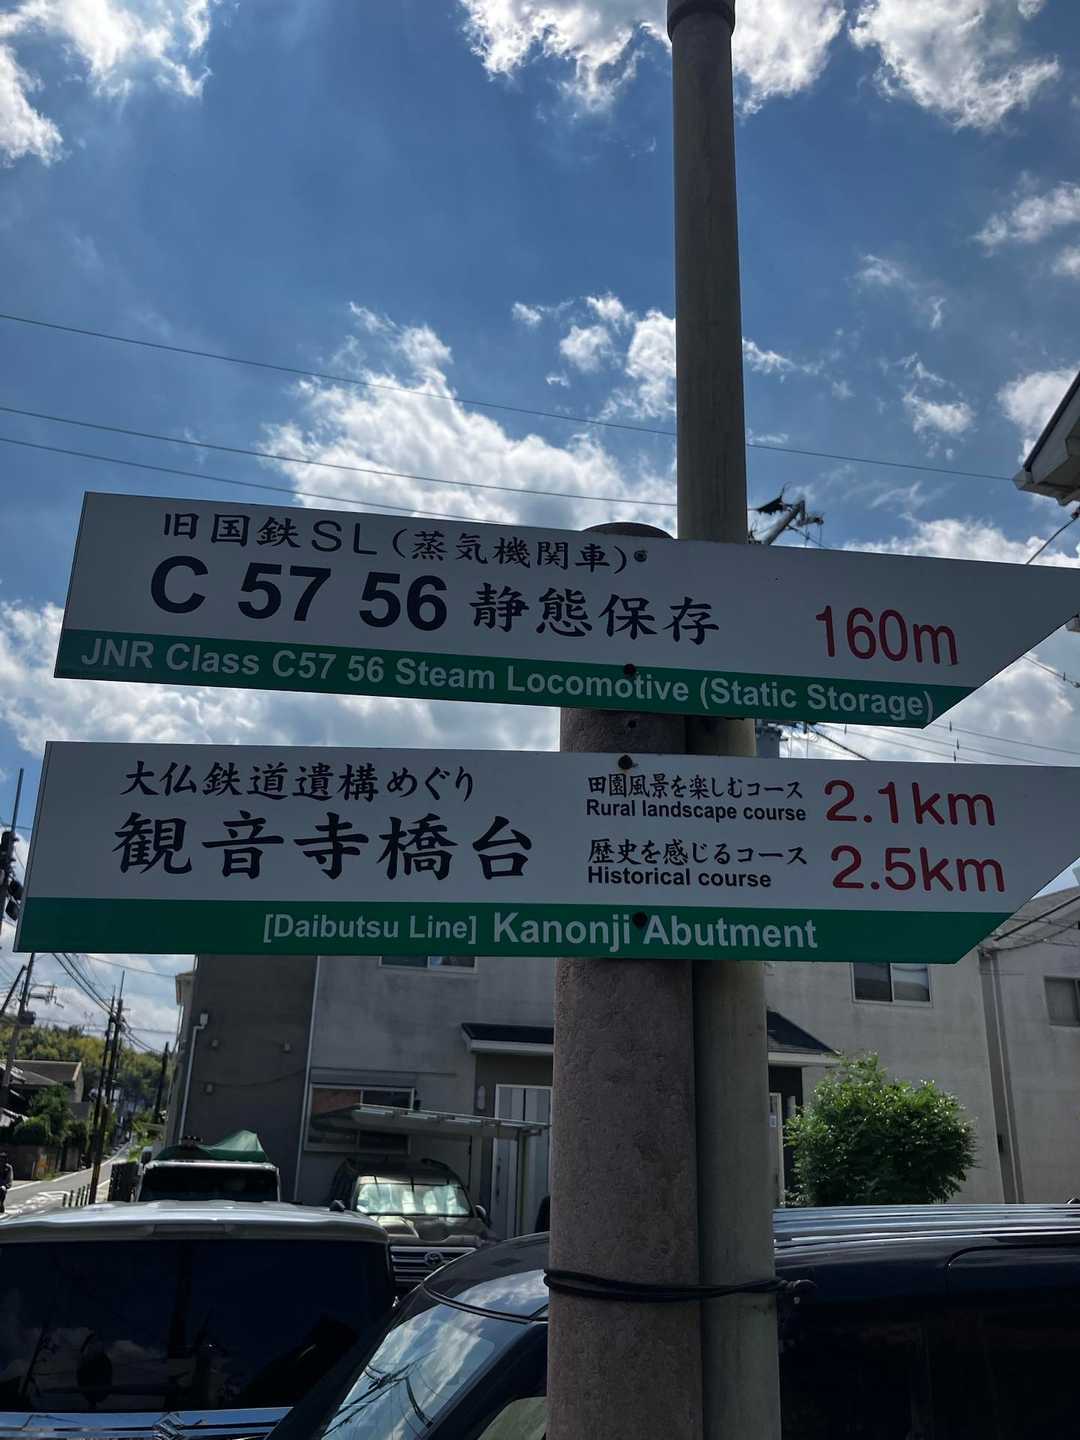 旧国鉄SL(蒸気機関車)
C 57 56 静態保存 160m
JNR Class C57 56 Steam Locomotive (Static Storage)
大仏鉄道遺構めぐり
観音寺橋台
田園風景を楽しむコース 2.1km
Rural landscape course
歴史を感じるコース 2.5km
Historical course
[Daibutsu Line] Kanonji Abutment